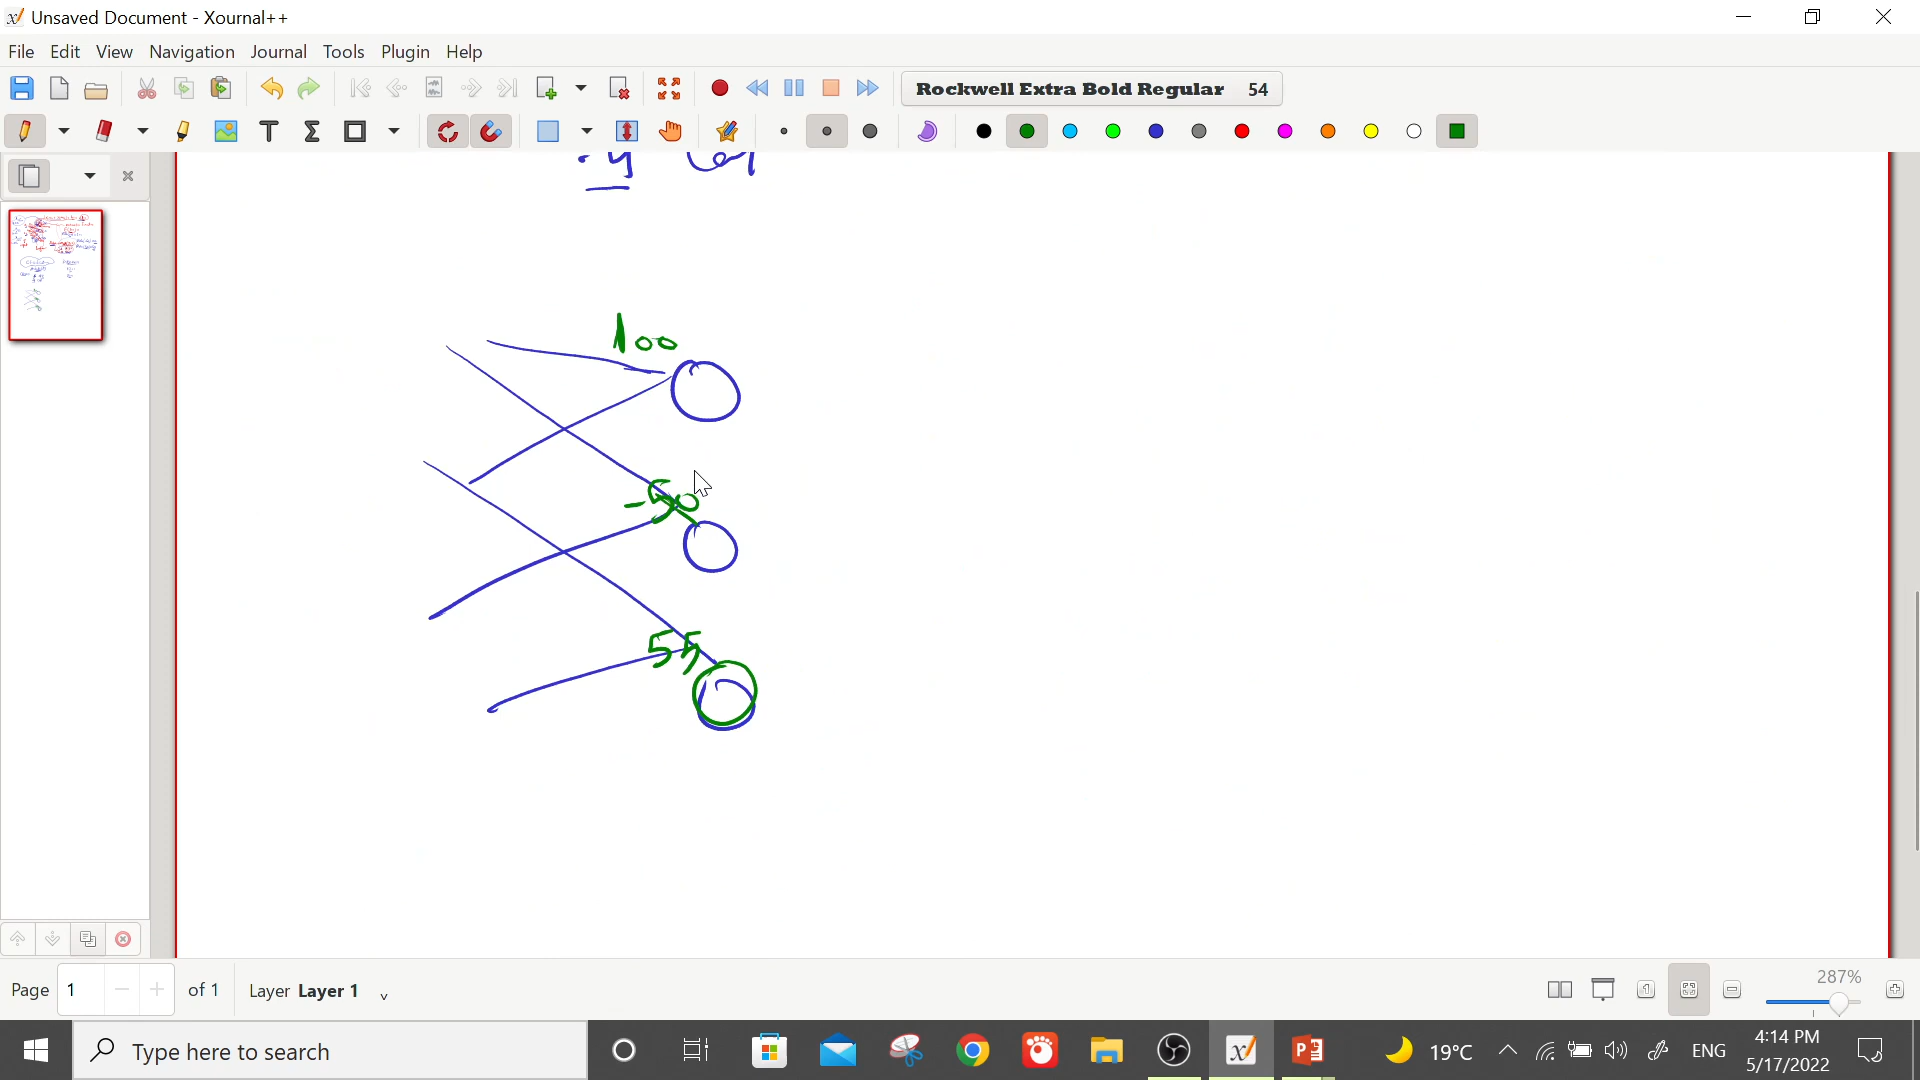 Unsaved Document - Xournal++
File Edit View Navigation Journal Tools Plugin Help
Rockwell Extra Bold Regular 54
100
-50
55
Page 1 of 1 Layer Layer 1
287%
Type here to search
19°C ENG 4:14 PM
5/17/2022